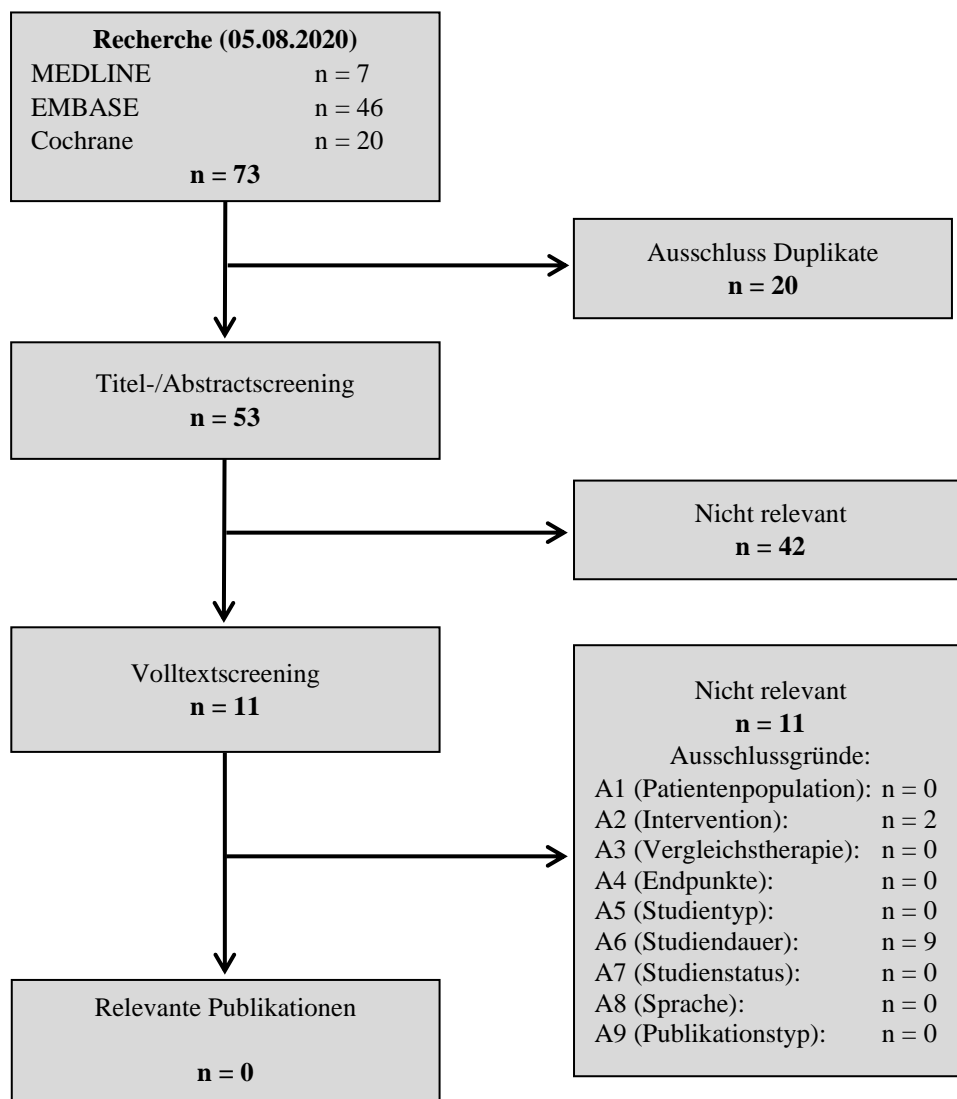 Recherche (05.08.2020)
MEDLINE n = 7
EMBASE n = 46
Cochrane n = 20
n = 73
Ausschluss Duplikate
n = 20
Titel-/Abstractscreening
n = 53
Nicht relevant
n = 42
Volltextscreening
n = 11
Nicht relevant
n = 11
Ausschlussgründe:
A1 (Patientenpopulation): n = 0
A2 (Intervention): n = 2
A3 (Vergleichstherapie): n = 0
A4 (Endpunkte): n = 0
A5 (Studientyp): n = 0
A6 (Studiendauer): n = 9
A7 (Studienstatus): n = 0
A8 (Sprache): n = 0
A9 (Publikationstyp): n = 0
Relevante Publikationen
n = 0